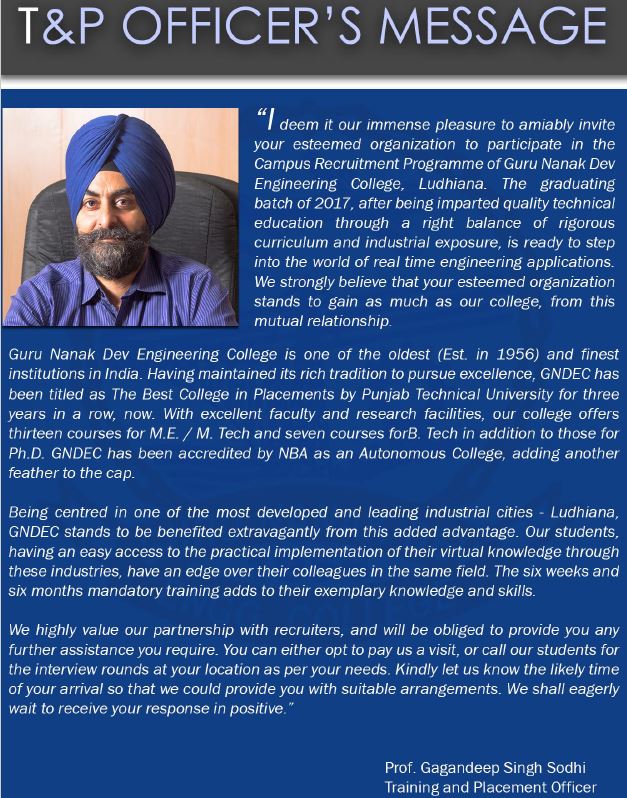 T&P OFFICER'S MESSAGE
“I deem it our immense pleasure to amiably invite
your esteemed organization to participate in the
Campus Recruitment Programme of Guru Nanak Dev
Engineering College, Ludhiana. The graduating
batch of 2017, after being imparted quality technical
education through a right balance of rigorous
curriculum and industrial exposure, is ready to step
into the world of real time engineering applications.
We strongly believe that your esteemed organization
stands to gain as much as our college, from this
mutual relationship.
Guru Nanak Dev Engineering College is one of the oldest (Est. in 1956) and finest
institutions in India. Having maintained its rich tradition to pursue excellence, GNDEC has
been titled as The Best College in Placements by Punjab Technical University for three
years in a row, now. With excellent faculty and research facilities, our college offers
thirteen courses for M.E. / M. Tech and seven courses forB. Tech in addition to those for
Ph.D. GNDEC has been accredited by NBA as an Autonomous College, adding another
feather to the cap.
Being centred in one of the most developed and leading industrial cities - Ludhiana,
GNDEC stands to be benefited extravagantly from this added advantage. Our students,
having an easy access to the practical implementation of their virtual knowledge through
these industries, have an edge over their colleagues in the same field. The six weeks and
six months mandatory training adds to their exemplary knowledge and skills.
We highly value our partnership with recruiters, and will be obliged to provide you any
further assistance you require. You can either opt to pay us a visit, or call our students for
the interview rounds at your location as per your needs. Kindly let us know the likely time
of your arrival so that we could provide you with suitable arrangements. We shall eagerly
wait to receive your response in positive.”
Prof. Gagandeep Singh Sodhi
Training and Placement Officer